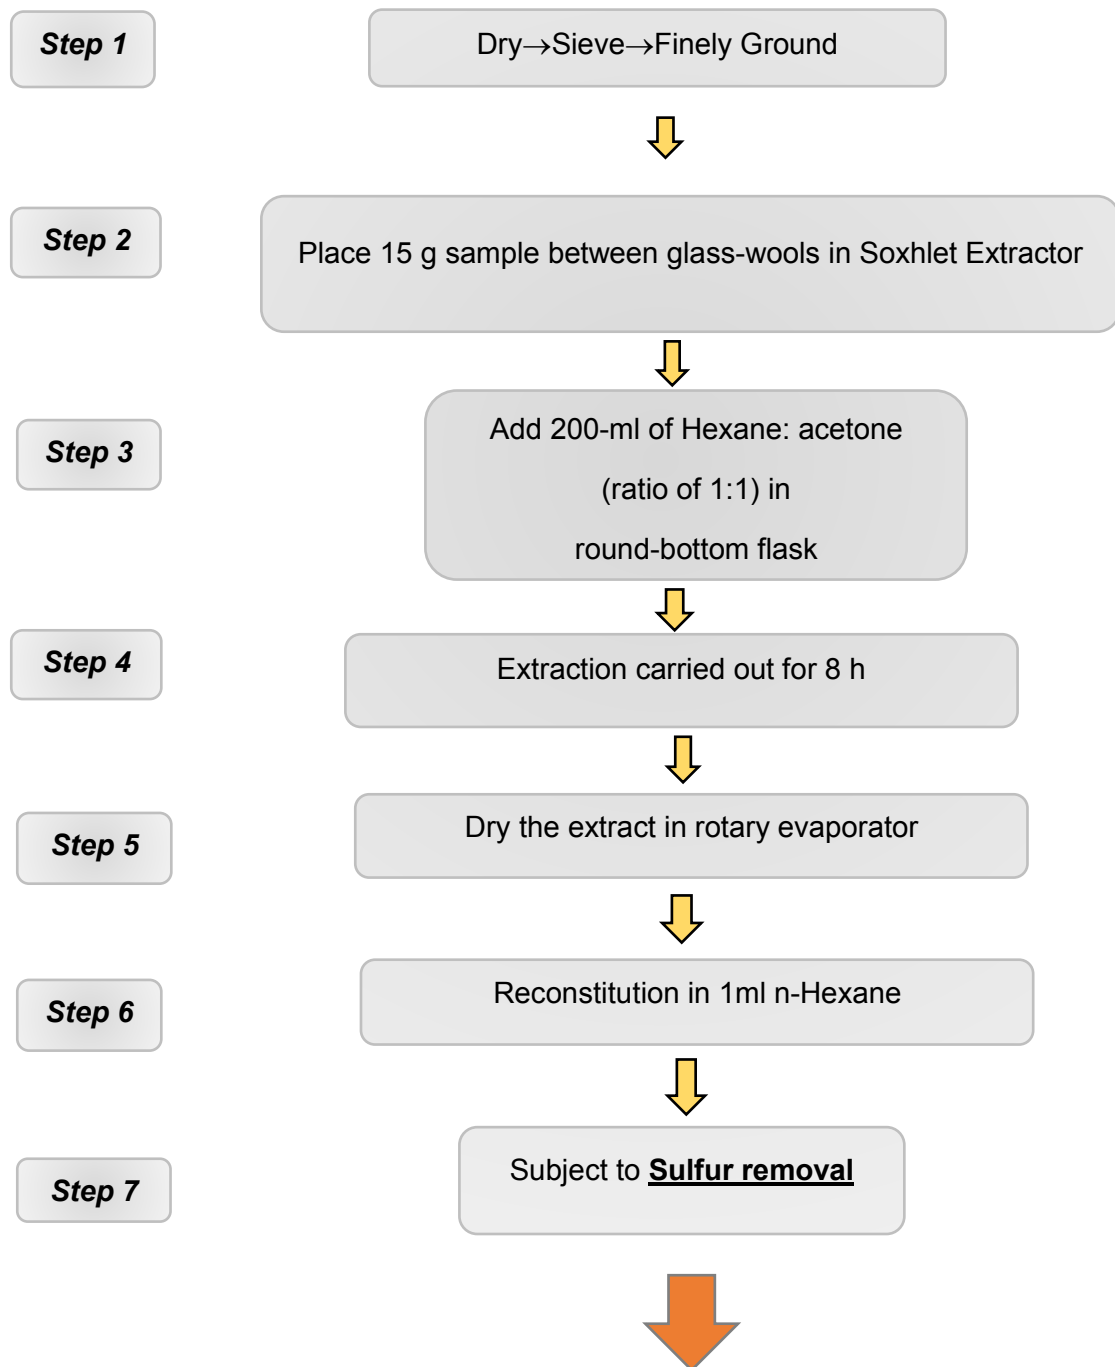 Step 1
Dry→Sieve→Finely Ground
Step 2
Place 15 g sample between glass-wools in Soxhlet Extractor
Step 3
Add 200-ml of Hexane: acetone
(ratio of 1:1) in
round-bottom flask
Step 4
Extraction carried out for 8 h
Step 5
Dry the extract in rotary evaporator
Step 6
Reconstitution in 1ml n-Hexane
Step 7
Subject to Sulfur removal